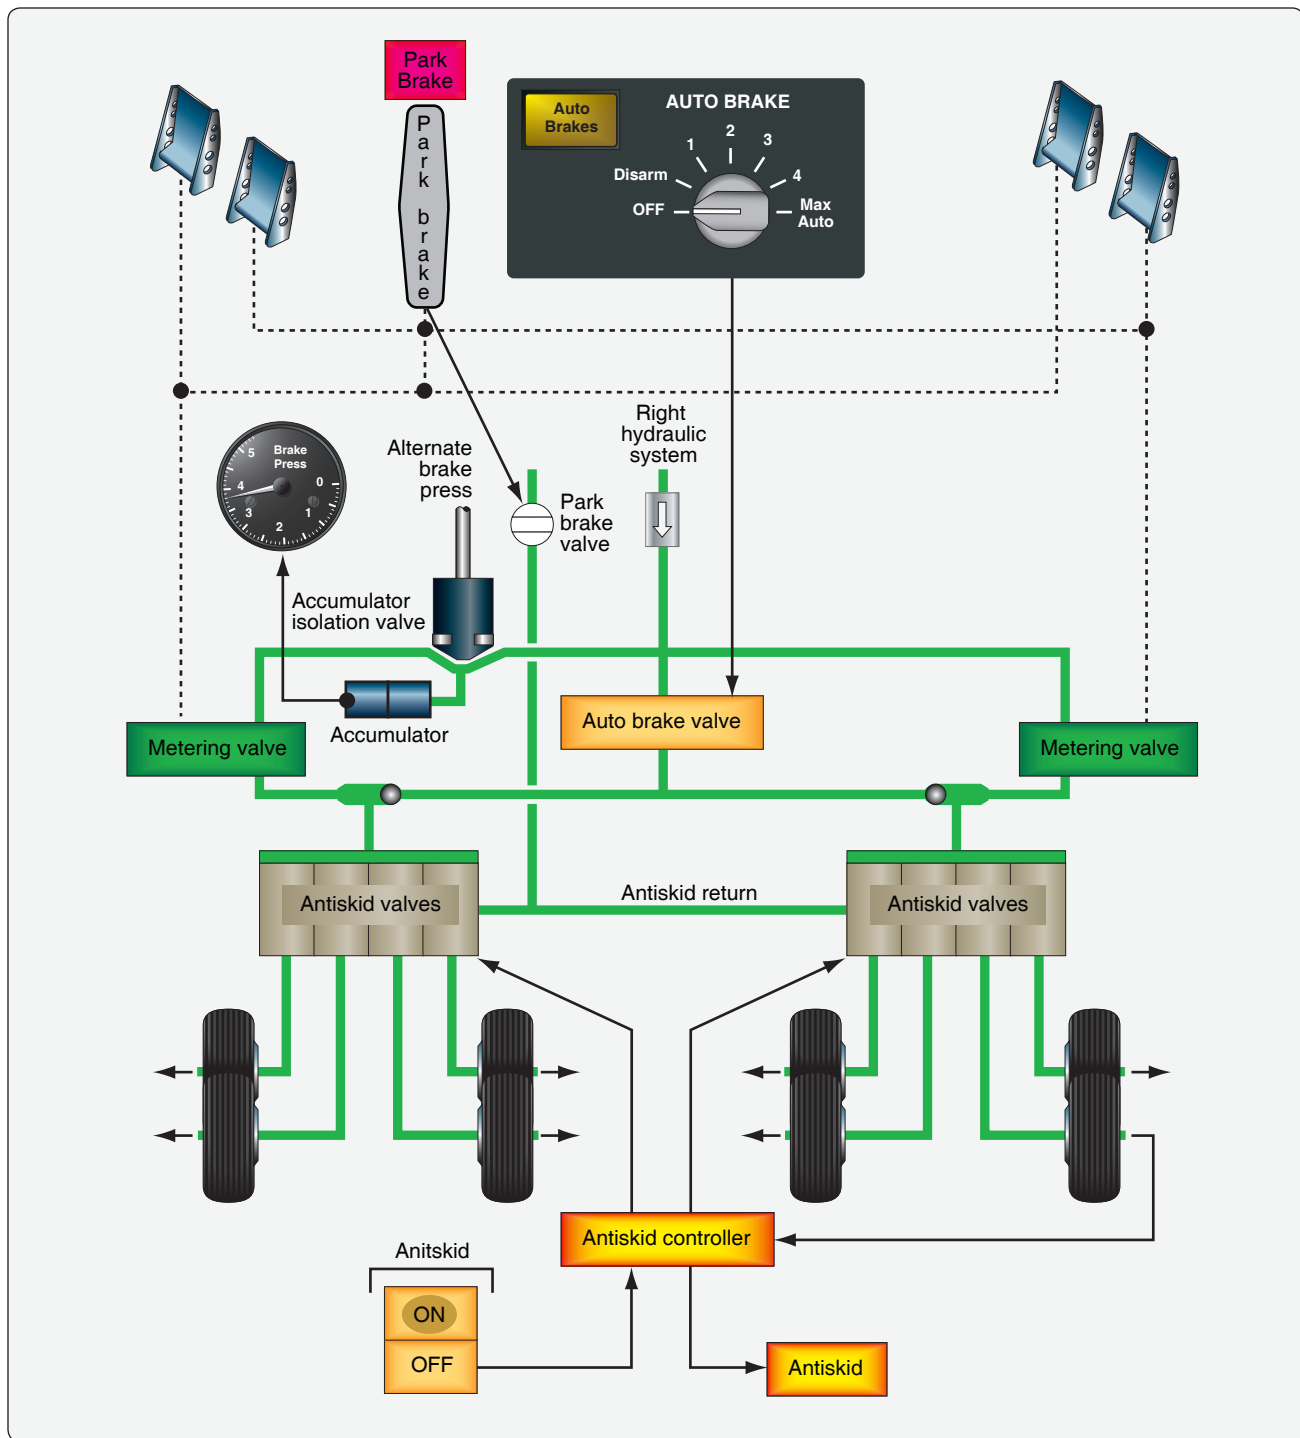 Park
Brake
Park brake
Auto
Brakes
AUTO BRAKE
OFF
Disarm
1
2
3
4
Max
Auto
Brake
Press
5
4
3
2
1
0
Alternate
brake
press
Right
hydraulic
system
Park
brake
valve
Accumulator
isolation valve
Accumulator
Auto brake valve
Metering valve
Metering valve
Antiskid valves
Antiskid return
Antiskid valves
Antiskid controller
Anitskid
ON
OFF
Antiskid